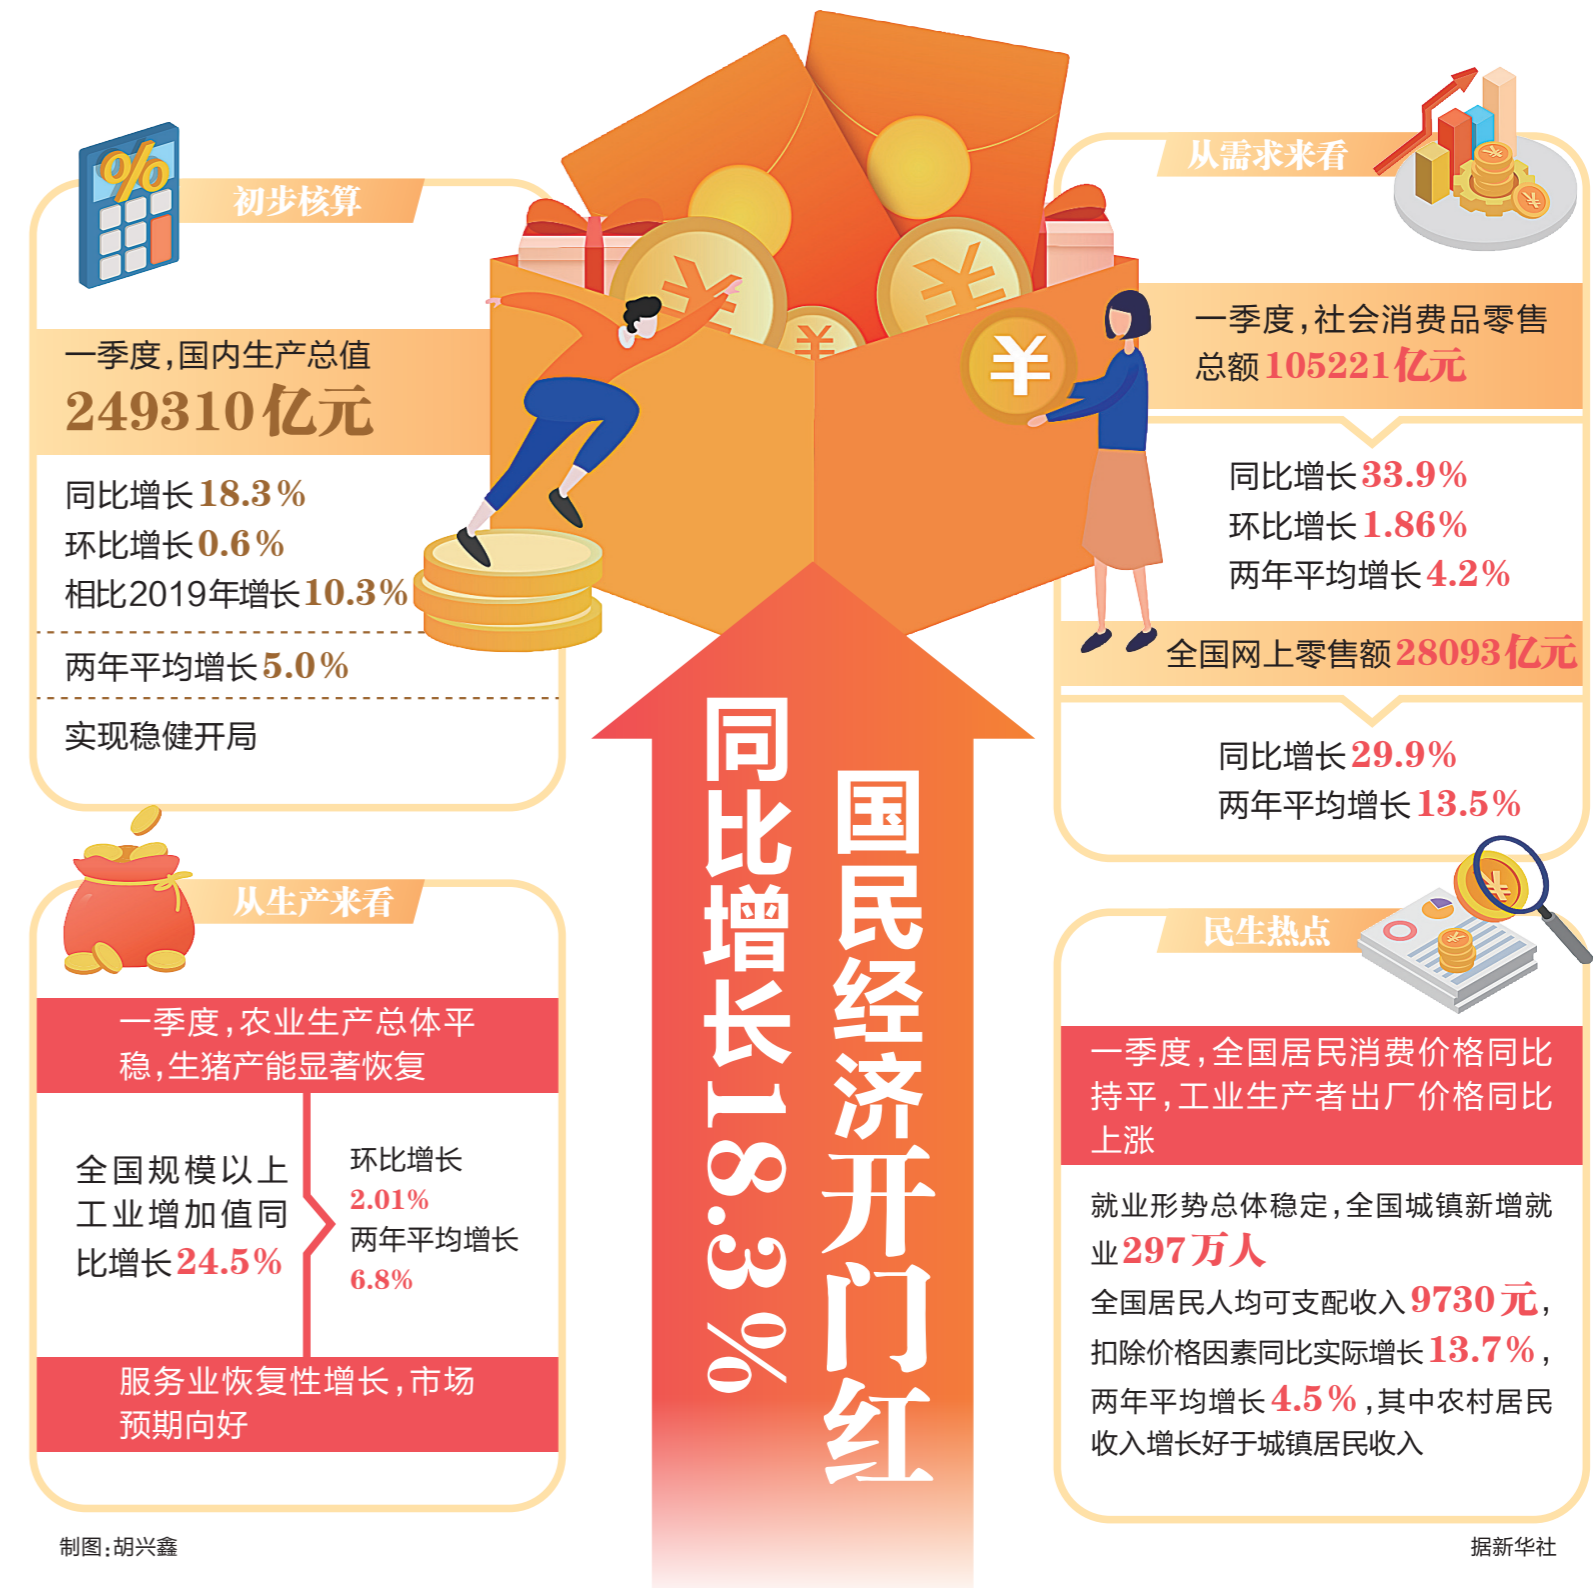 国民经济开门红
同比增长18.3%
初步核算
%
一季度,国内生产总值
249310亿元
同比增长18.3%
环比增长0.6%
相比2019年增长10.3%
两年平均增长5.0%
实现稳健开局
从生产来看
一季度,农业生产总体平
稳,生猪产能显著恢复
全国规模以上
工业增加值同
比增长24.5%
环比增长
2.01%
两年平均增长
6.8%
服务业恢复性增长,市场
预期向好
从需求来看
一季度,社会消费品零售
总额105221亿元
同比增长33.9%
环比增长1.86%
两年平均增长4.2%
全国网上零售额28093亿元
同比增长29.9%
两年平均增长13.5%
民生热点
一季度,全国居民消费价格同比
持平,工业生产者出厂价格同比
上涨
就业形势总体稳定,全国城镇新增就
业297万人
全国居民人均可支配收入9730元,
扣除价格因素同比实际增长13.7%,
两年平均增长4.5%,其中农村居民
收入增长好于城镇居民收入
¥
¥
¥
¥
¥
¥
¥
¥
制图:胡兴鑫
据新华社